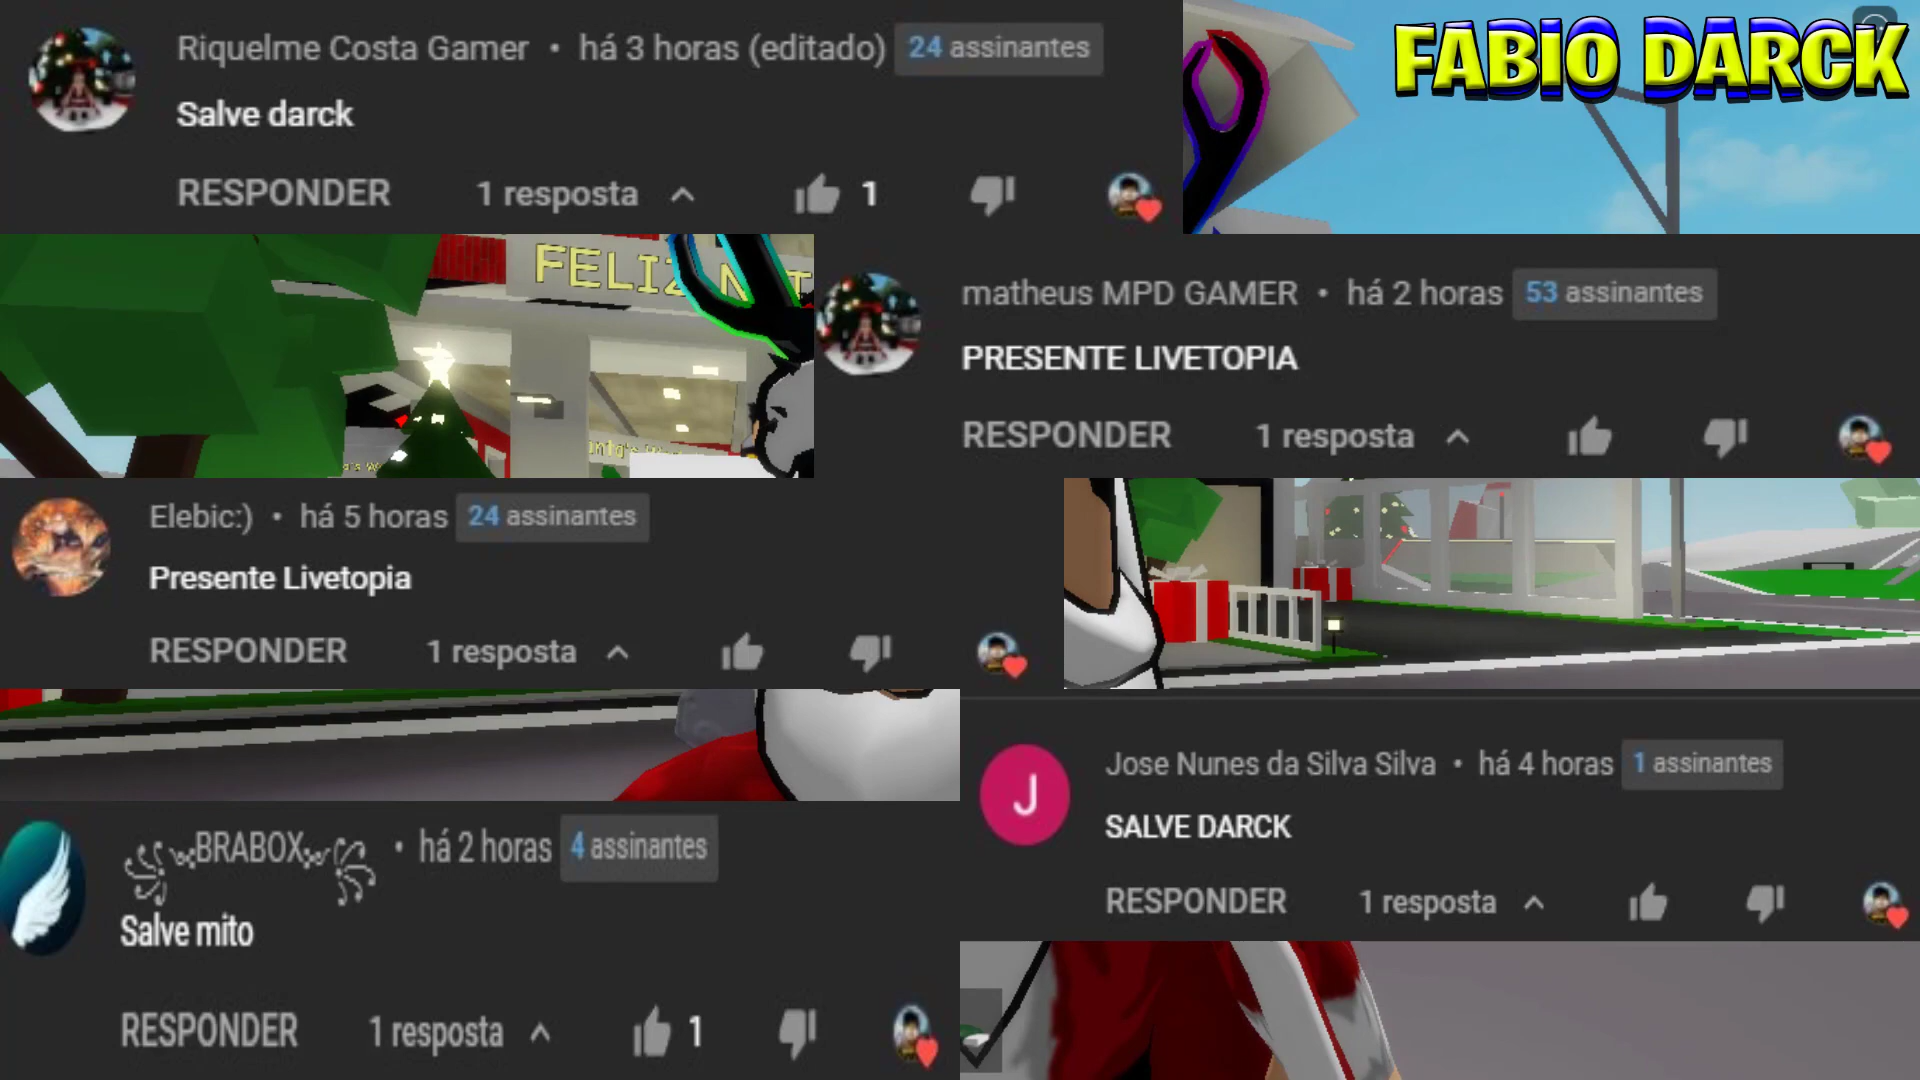 Riquelme Costa Gamer • há 3 horas (editado) 24 assinantes
Salve darck
RESPONDER 1 resposta 1
FABIO DARCK
FELIZ N
matheus MPD GAMER • há 2 horas 53 assinantes
PRESENTE LIVETOPIA
RESPONDER 1 resposta
Elebic:) • há 5 horas 24 assinantes
Presente Livetopia
RESPONDER 1 resposta
Jose Nunes da Silva Silva • há 4 horas 1 assinantes
SALVE DARCK
RESPONDER 1 resposta
BRABOX • há 2 horas 4 assinantes
Salve mito
RESPONDER 1 resposta 1